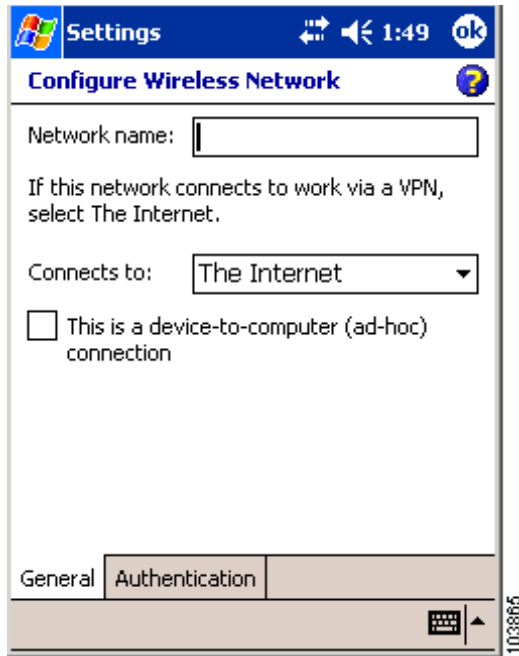 Settings 1:49 ok
Configure Wireless Network ?
Network name:
If this network connects to work via a VPN,
select The Internet.
Connects to: The Internet
This is a device-to-computer (ad-hoc)
connection
General Authentication
103865